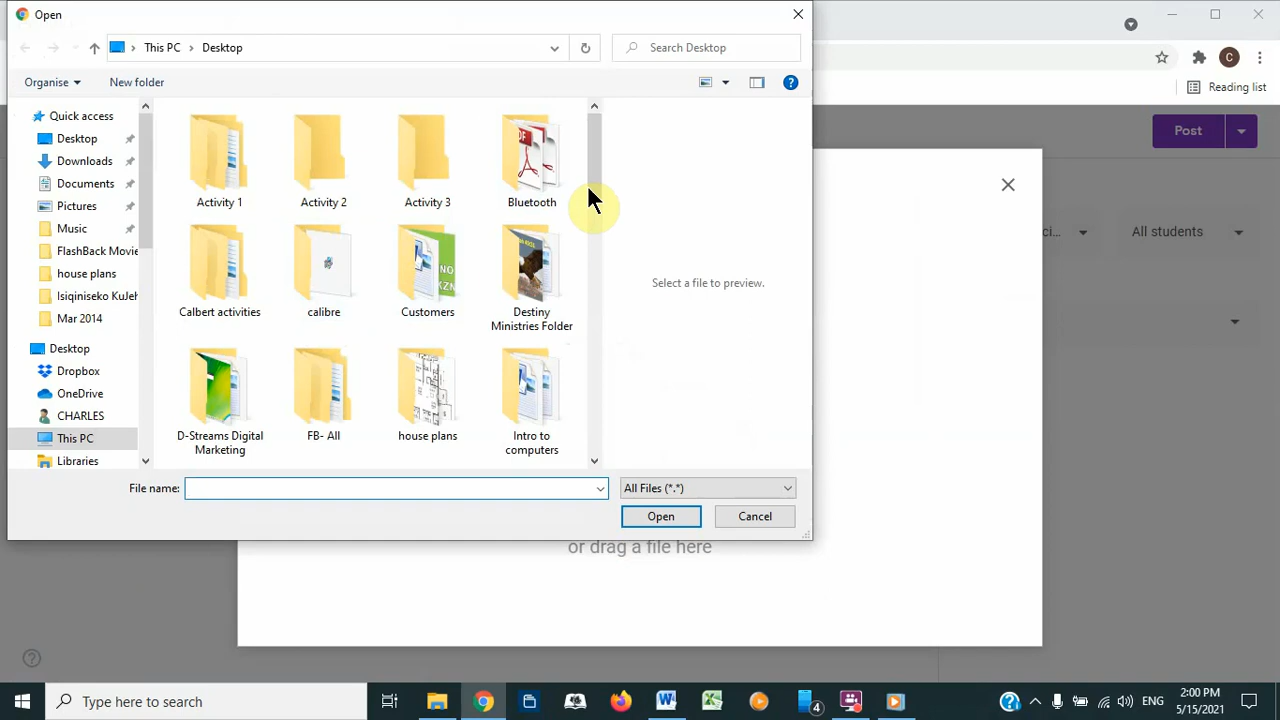 Open
This PC > Desktop
Search Desktop
Organise
New folder
Reading list
Quick access
Desktop
Downloads
Documents
Pictures
Music
FlashBack Movie
house plans
Isiqiniseko KuJeh
Mar 2014
Desktop
Dropbox
OneDrive
CHARLES
This PC
Libraries
Activity 1
Activity 2
Activity 3
Bluetooth
Calbert activities
calibre
Customers
Destiny
Ministries Folder
D-Streams Digital
Marketing
FB- All
house plans
Intro to
computers
Select a file to preview.
File name:
All Files (*.*)
Open
Cancel
C
Post
All students
or drag a file here
Type here to search
4
ENG
2:00 PM
5/15/2021